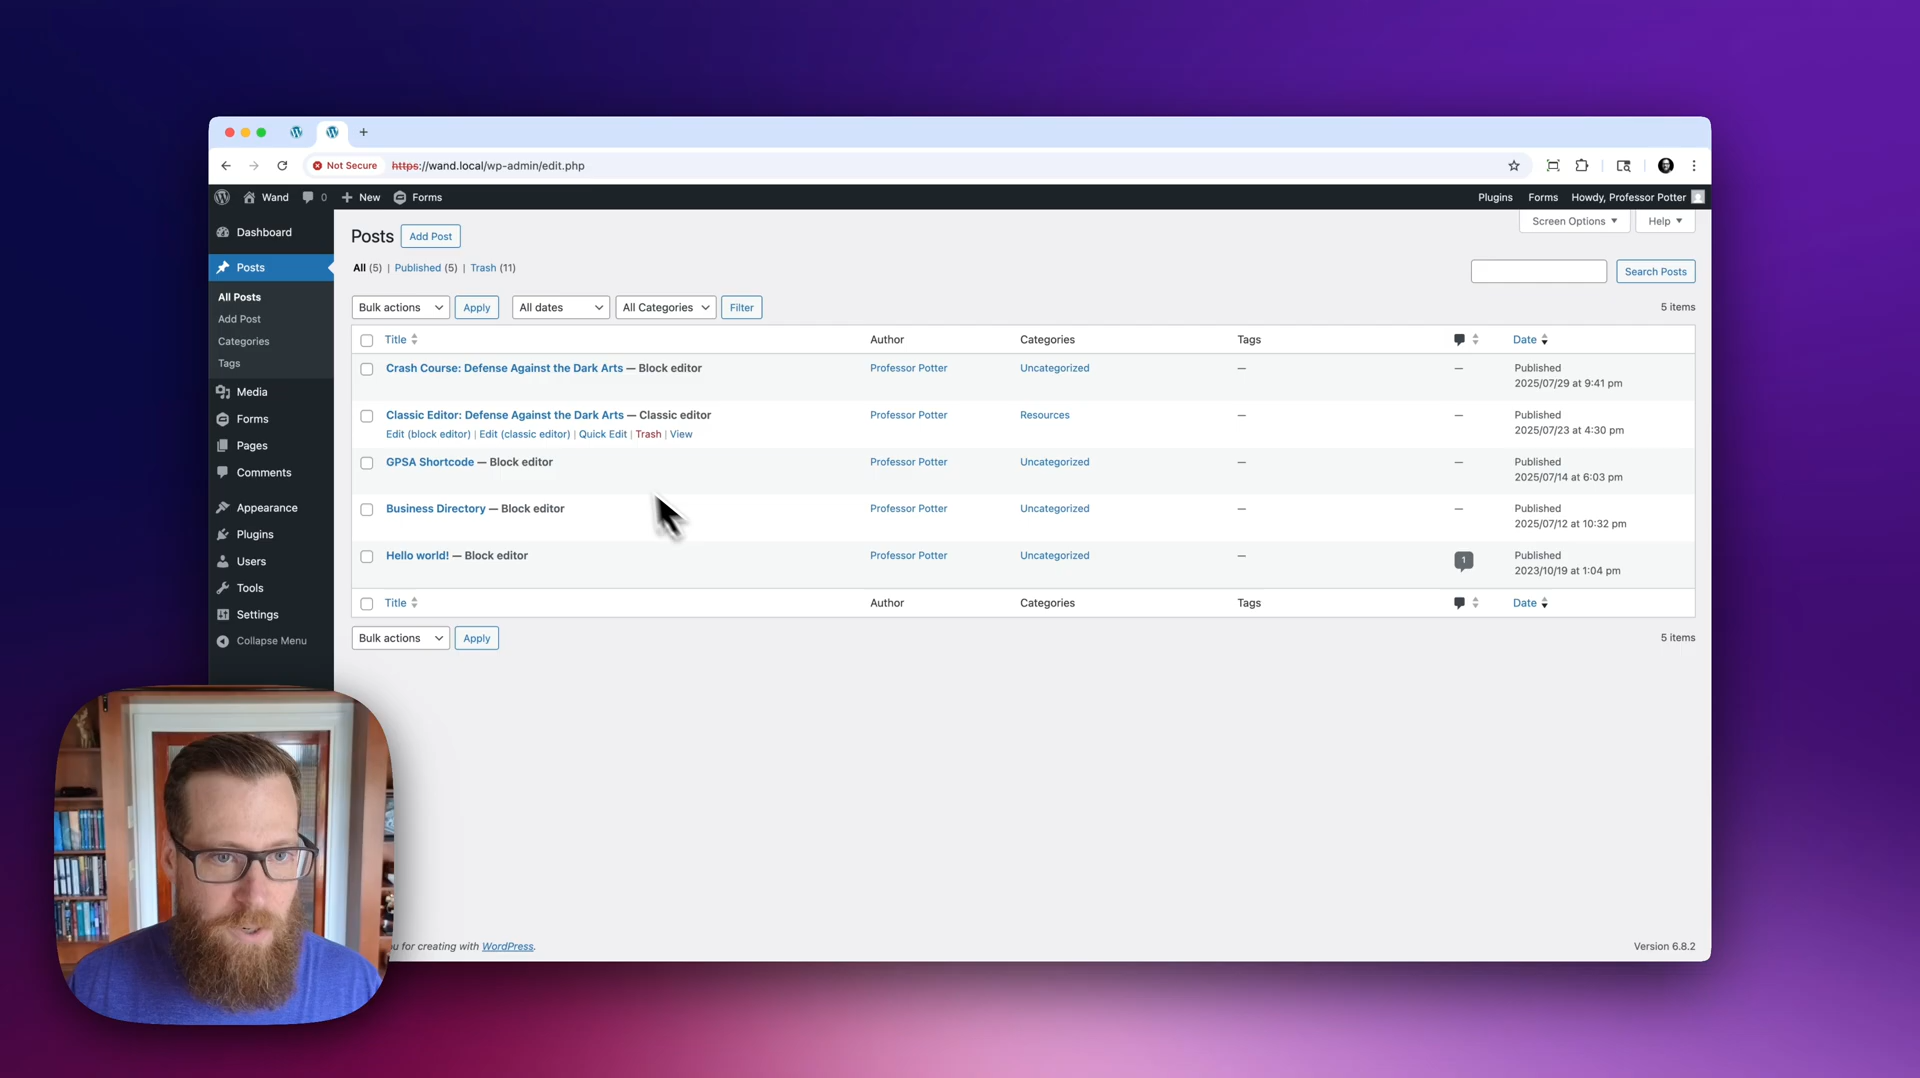 Not Secure https://wand.local/wp-admin/edit.php
Wand 0 New Forms Plugins Forms Howdy, Professor Potter
Dashboard
Posts
All Posts
Add Post
Categories
Tags
Media
Forms
Pages
Comments
Appearance
Plugins
Users
Tools
Settings
Collapse Menu
Screen Options Help
Posts Add Post
All (5) | Published (5) | Trash (11)
Search Posts
Bulk actions Apply All dates All Categories Filter 5 items
Title Author Categories Tags Date
Crash Course: Defense Against the Dark Arts — Block editor Professor Potter Uncategorized — — Published
2025/07/29 at 9:41 pm
Classic Editor: Defense Against the Dark Arts — Classic editor Professor Potter Resources — — Published
Edit (block editor) | Edit (classic editor) | Quick Edit | Trash | View 2025/07/23 at 4:30 pm
GPSA Shortcode — Block editor Professor Potter Uncategorized — — Published
2025/07/14 at 6:03 pm
Business Directory — Block editor Professor Potter Uncategorized — — Published
2025/07/12 at 10:32 pm
Hello world! — Block editor Professor Potter Uncategorized — 1 Published
2023/10/19 at 1:04 pm
Title Author Categories Tags Date
Bulk actions Apply 5 items
u for creating with WordPress. Version 6.8.2